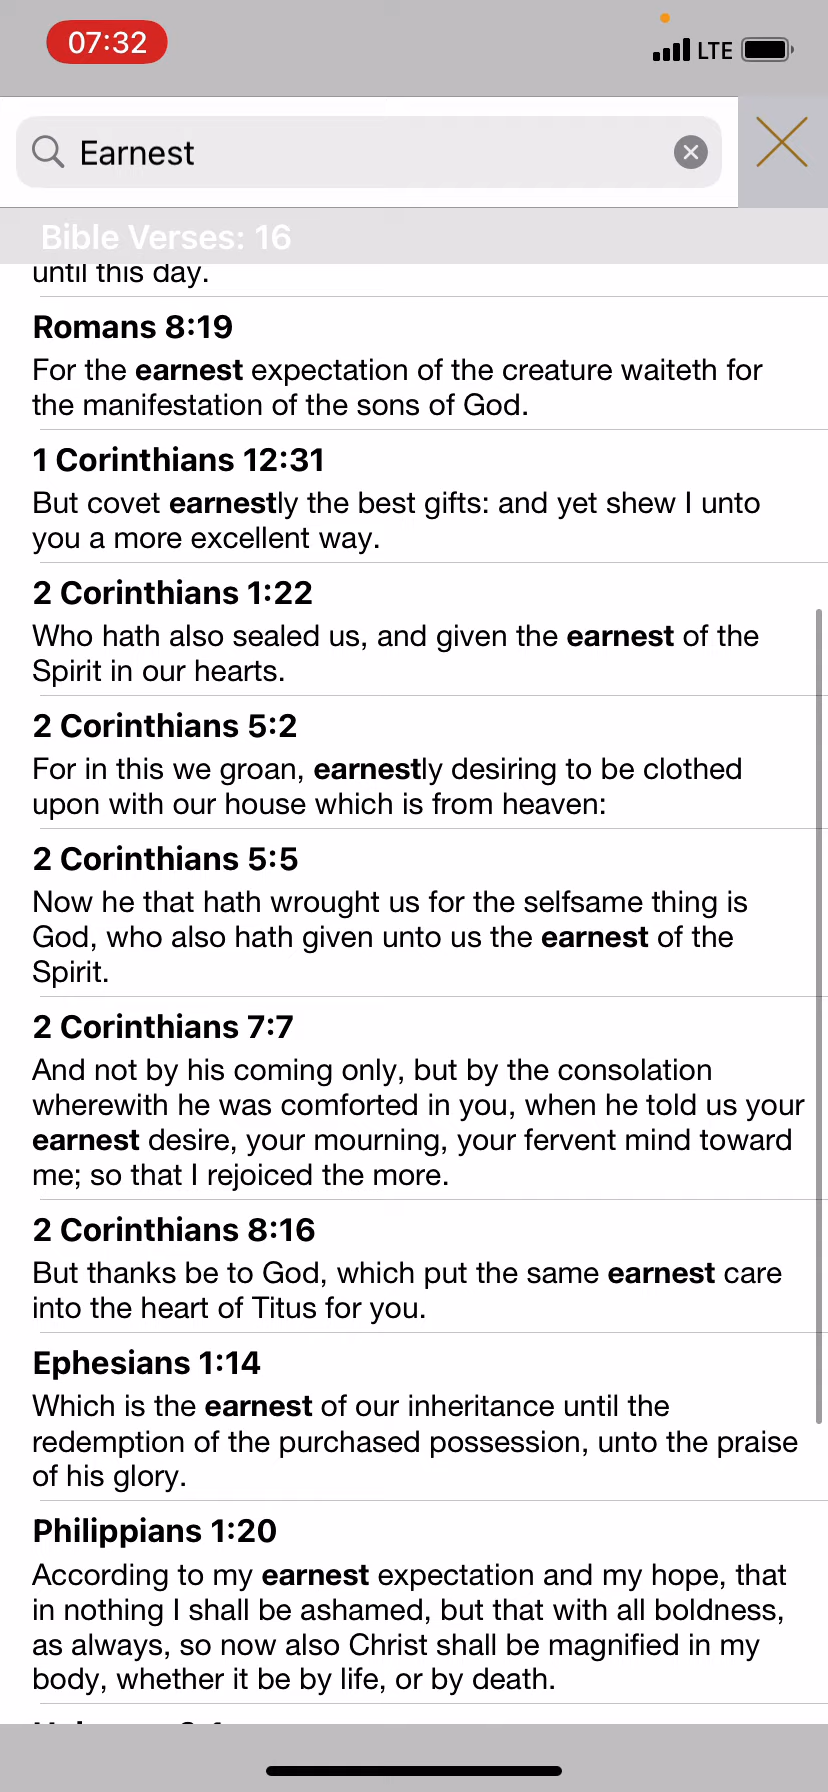 07:32
LTE
Earnest
Bible Verses: 16
until this day.
Romans 8:19
For the earnest expectation of the creature waiteth for
the manifestation of the sons of God.
1 Corinthians 12:31
But covet earnestly the best gifts: and yet shew I unto
you a more excellent way.
2 Corinthians 1:22
Who hath also sealed us, and given the earnest of the
Spirit in our hearts.
2 Corinthians 5:2
For in this we groan, earnestly desiring to be clothed
upon with our house which is from heaven:
2 Corinthians 5:5
Now he that hath wrought us for the selfsame thing is
God, who also hath given unto us the earnest of the
Spirit.
2 Corinthians 7:7
And not by his coming only, but by the consolation
wherewith he was comforted in you, when he told us your
earnest desire, your mourning, your fervent mind toward
me; so that I rejoiced the more.
2 Corinthians 8:16
But thanks be to God, which put the same earnest care
into the heart of Titus for you.
Ephesians 1:14
Which is the earnest of our inheritance until the
redemption of the purchased possession, unto the praise
of his glory.
Philippians 1:20
According to my earnest expectation and my hope, that
in nothing I shall be ashamed, but that with all boldness,
as always, so now also Christ shall be magnified in my
body, whether it be by life, or by death.